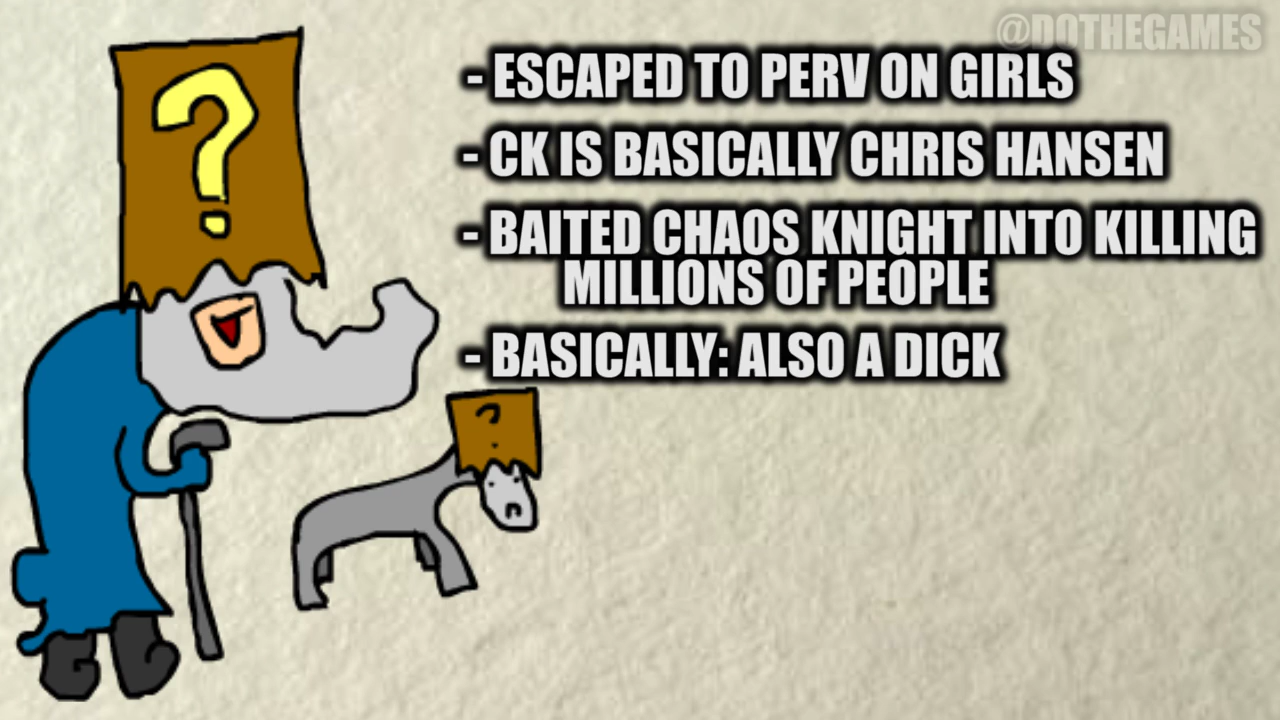 @DOTHEGAMES
- ESCAPED TO PERV ON GIRLS
- CK IS BASICALLY CHRIS HANSEN
- BAITED CHAOS KNIGHT INTO KILLING
MILLIONS OF PEOPLE
- BASICALLY: ALSO A DICK
?
?